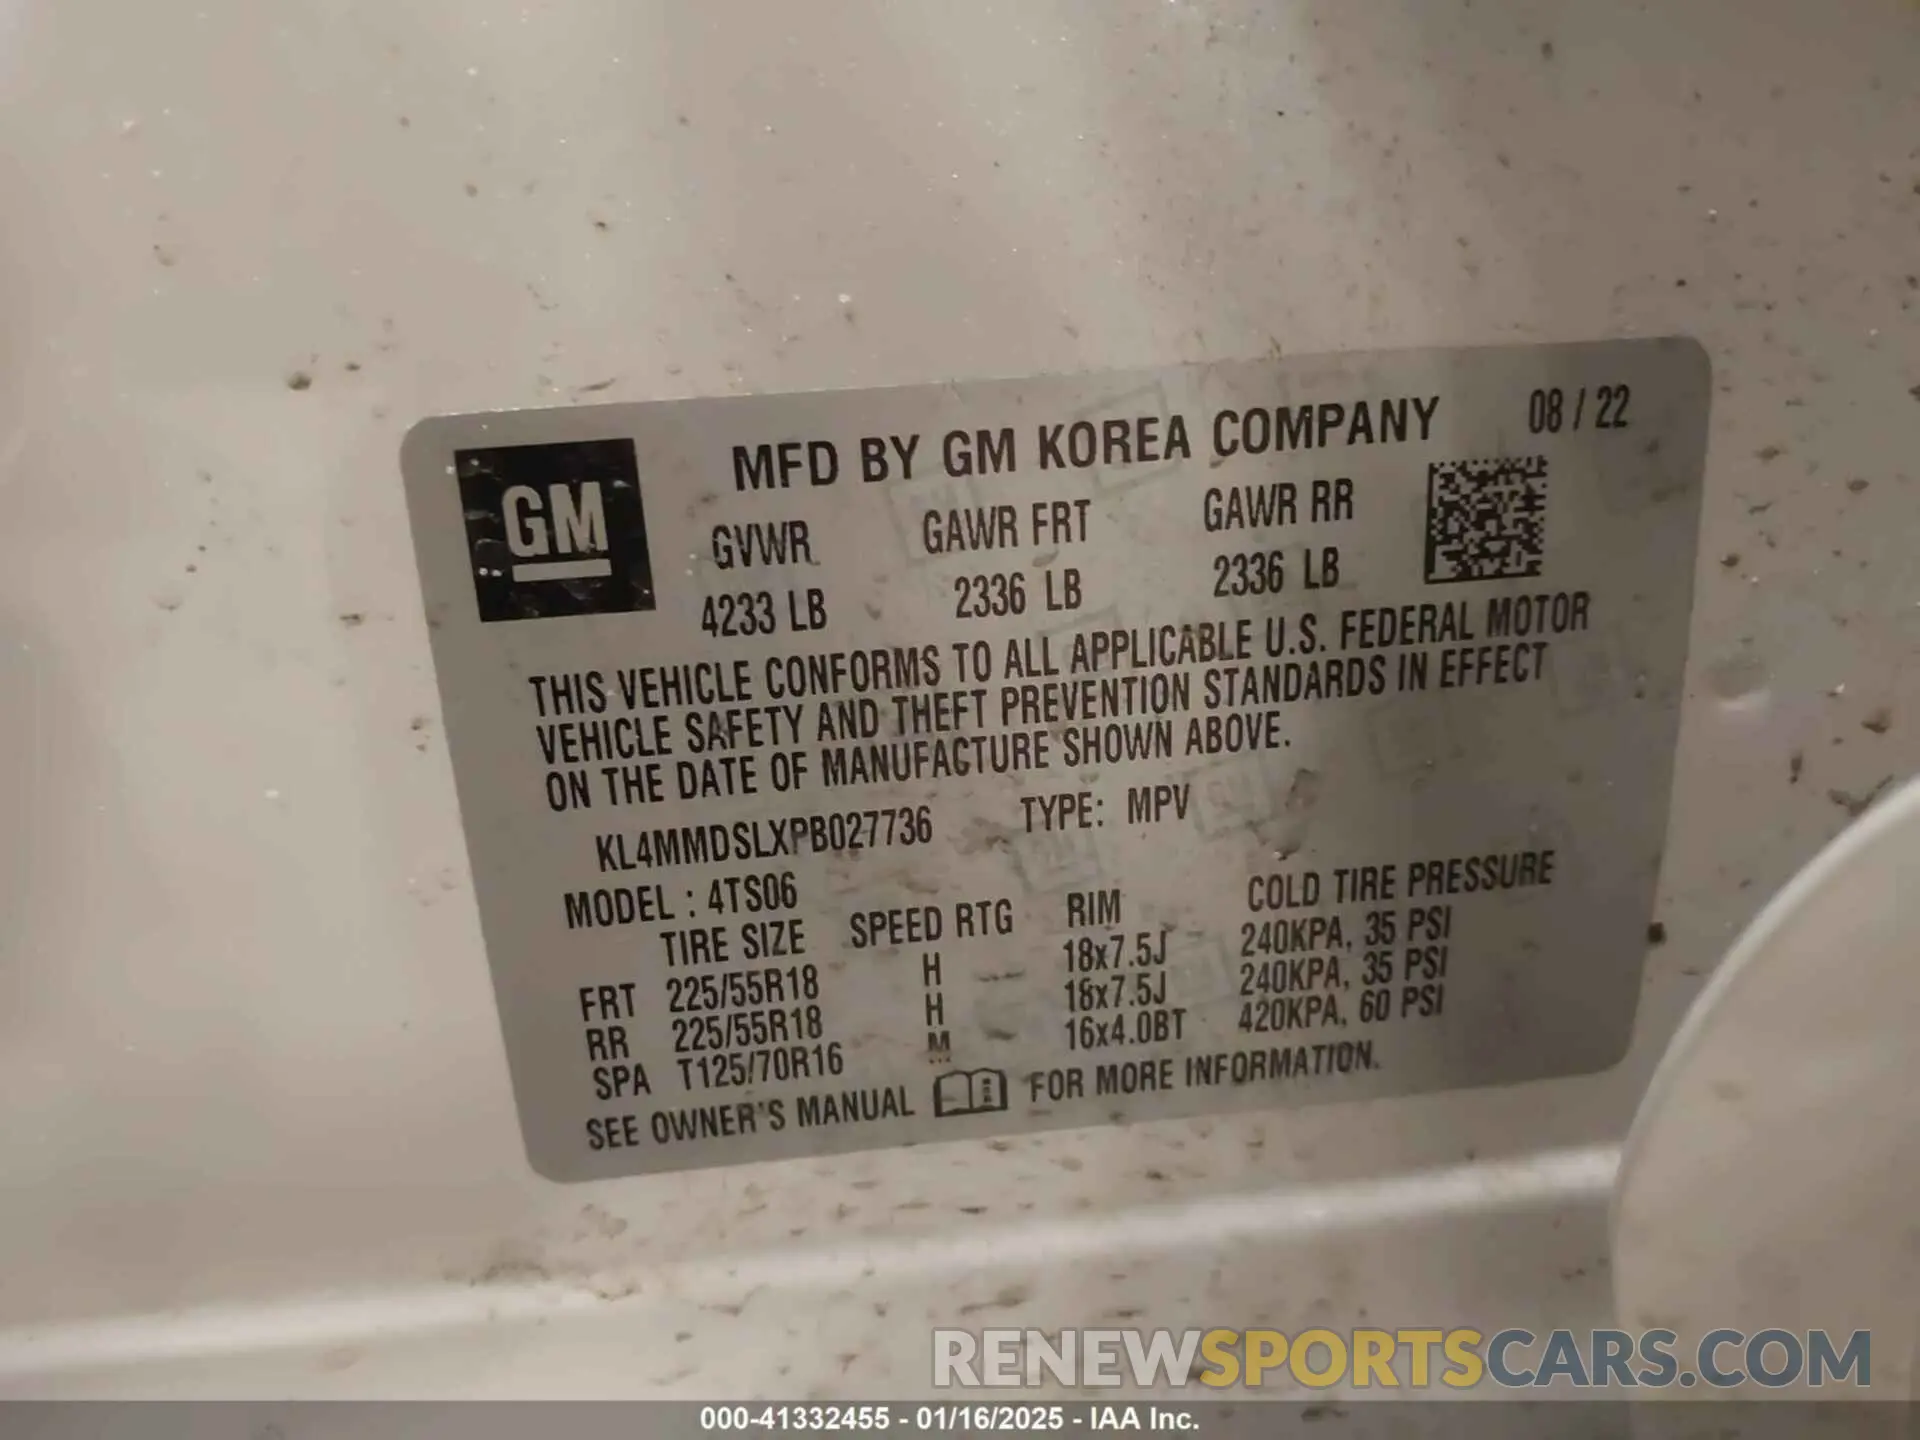 MFD BY GM KOREA COMPANY 08 / 22
GM
GVWR GAWR FRT GAWR RR
4233 LB 2336 LB 2336 LB
THIS VEHICLE CONFORMS TO ALL APPLICABLE U.S. FEDERAL MOTOR
VEHICLE SAFETY AND THEFT PREVENTION STANDARDS IN EFFECT
ON THE DATE OF MANUFACTURE SHOWN ABOVE.
KL4MMDSLXPB027736 TYPE: MPV
MODEL : 4TS06
TIRE SIZE SPEED RTG RIM COLD TIRE PRESSURE
FRT 225/55R18 H 18x7.5J 240KPA, 35 PSI
RR 225/55R18 H 18x7.5J 240KPA, 35 PSI
SPA T125/70R16 M 16x4.0BT 420KPA, 60 PSI
SEE OWNER'S MANUAL FOR MORE INFORMATION.
RENEWSPORTSCARS.COM
000-41332455 - 01/16/2025 - IAA Inc.